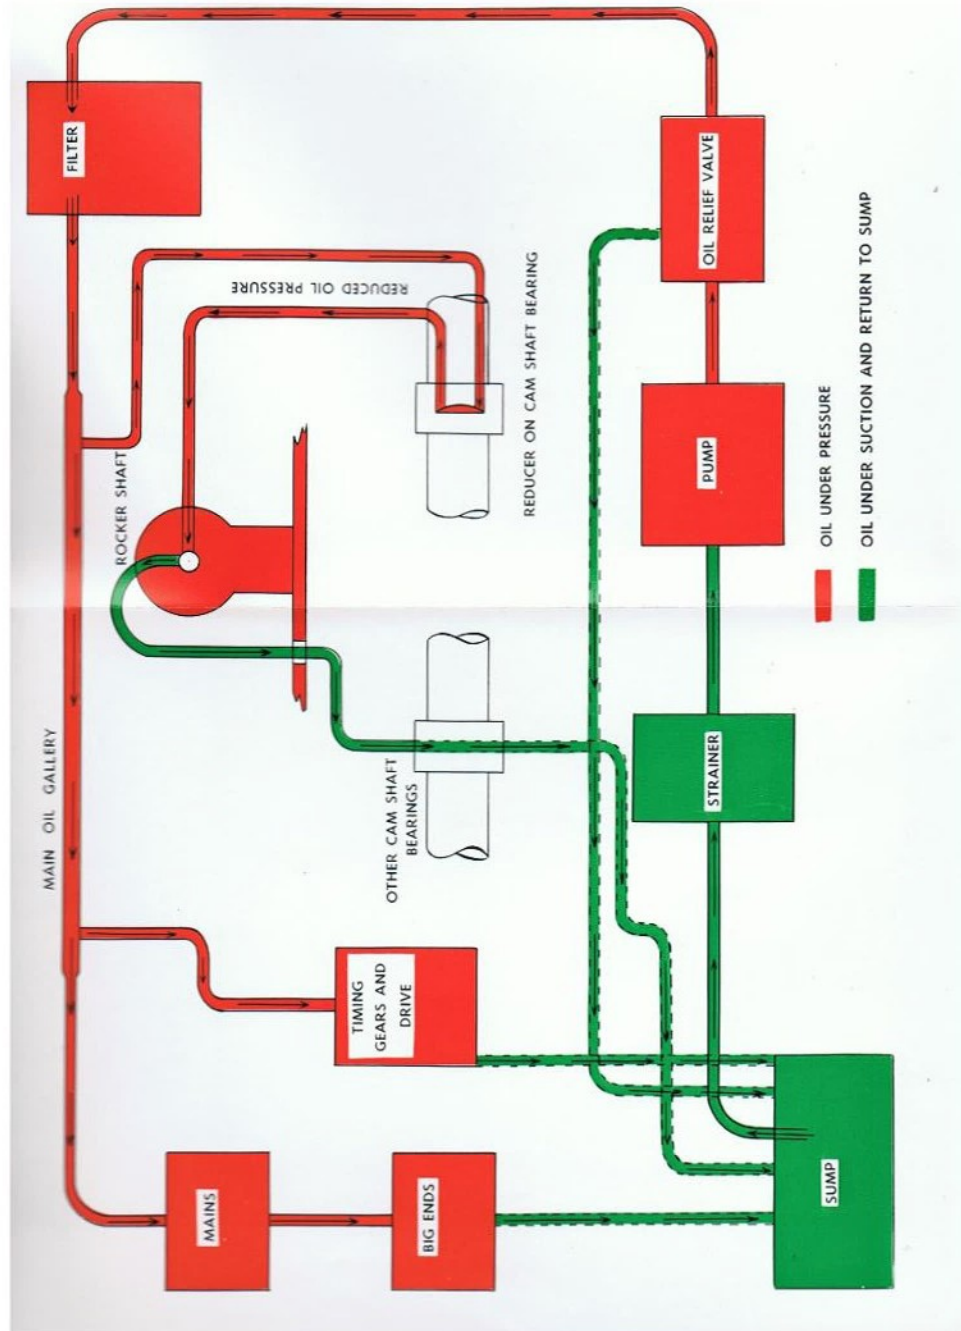 FILTER
OIL RELIEF VALVE
REDUCED OIL PRESSURE
REDUCER ON CAM SHAFT BEARING
ROCKER SHAFT
PUMP
OIL UNDER PRESSURE
OIL UNDER SUCTION AND RETURN TO SUMP
MAIN OIL GALLERY
OTHER CAM SHAFT
BEARINGS
STRAINER
TIMING
GEARS AND
DRIVE
MAINS
BIG ENDS
SUMP